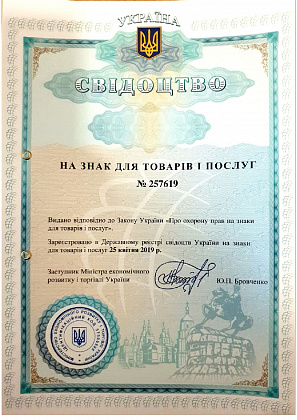 УКРАЇНА
СВІДОЦТВО
НА ЗНАК ДЛЯ ТОВАРІВ І ПОСЛУГ
№ 257619
Видано відповідно до Закону України «Про охорону прав на знаки
для товарів і послуг».
Зареєстровано в Державному реєстрі свідоцтв України на знаки
для товарів і послуг 25 квітня 2019 р.
Заступник Міністра економічного
розвитку і торгівлі України
Ю.П. Бровченко